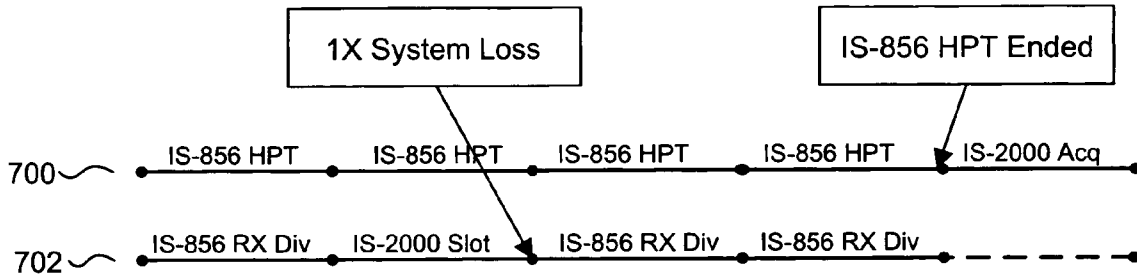 1X System Loss
IS-856 HPT Ended
700 IS-856 HPT IS-856 HPT IS-856 HPT IS-856 HPT IS-2000 Acq
702 IS-856 RX Div IS-2000 Slot IS-856 RX Div IS-856 RX Div